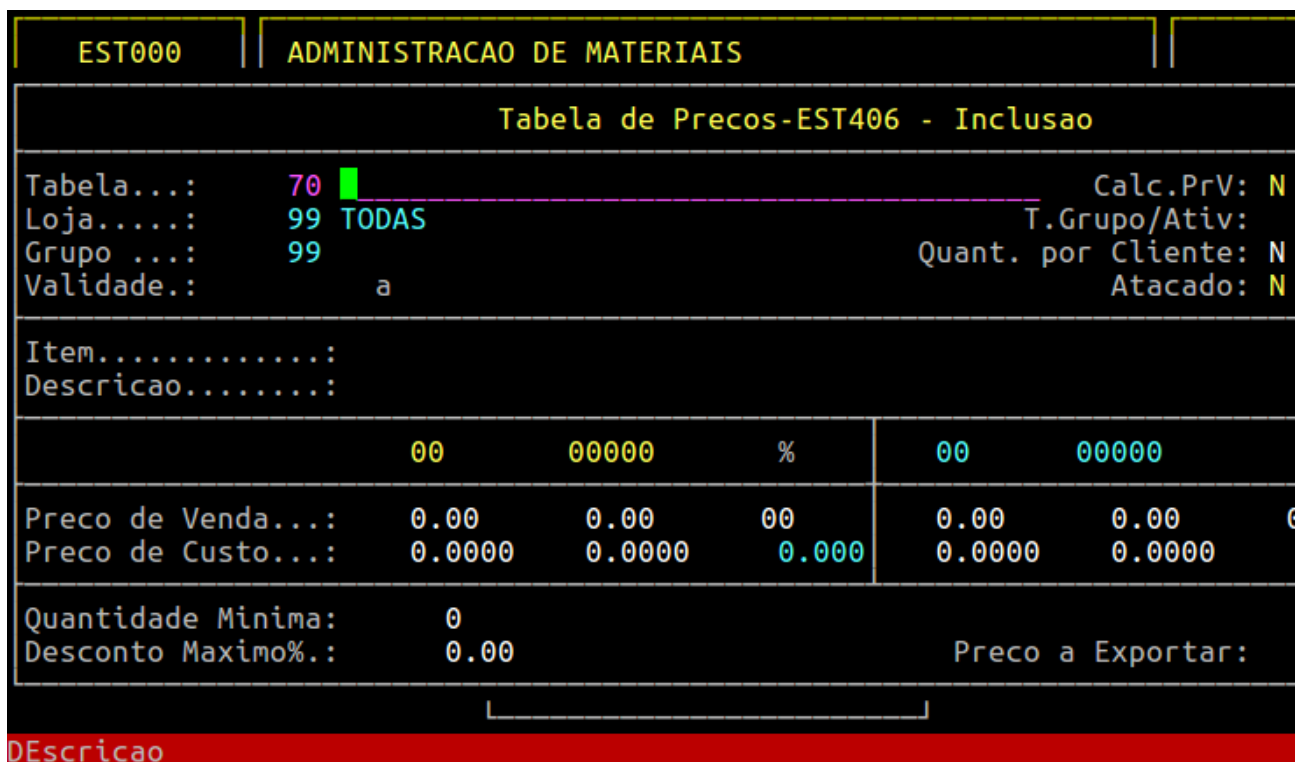 EST000 ADMINISTRACAO DE MATERIAIS
Tabela de Precos-EST406 - Inclusao
Tabela...: 70 Calc.PrV: N
Loja.....: 99 TODAS T.Grupo/Ativ:
Grupo ...: 99 Quant. por Cliente: N
Validade.: a Atacado: N
Item.............:
Descricao........:
00 00000 % 00 00000
Preco de Venda...: 0.00 0.00 00 0.00 0.00
Preco de Custo...: 0.0000 0.0000 0.000 0.0000 0.0000
Quantidade Minima: 0
Desconto Maximo%.: 0.00 Preco a Exportar:
DEscricao